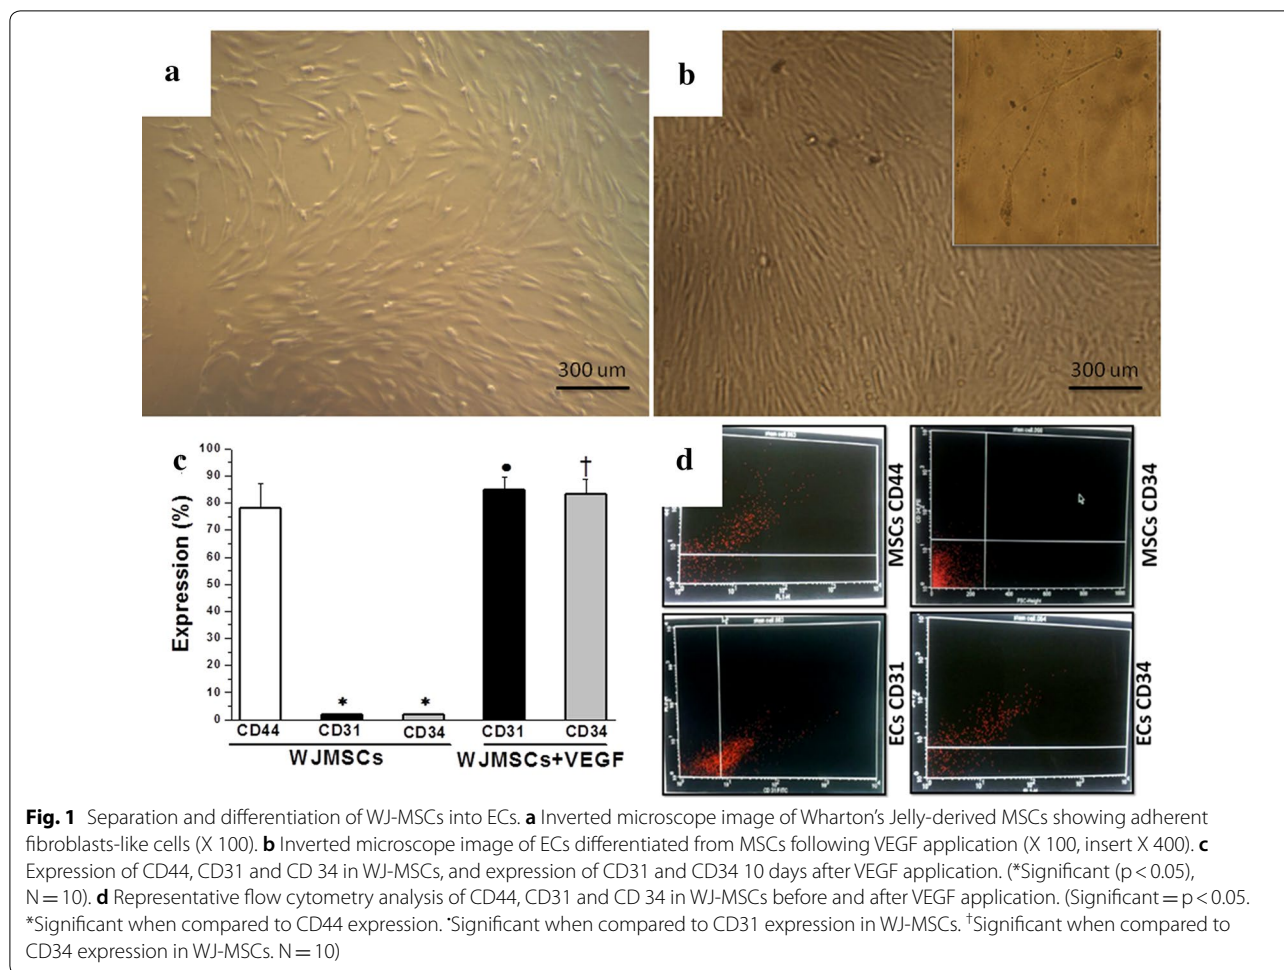 a
b
300 um
300 um
c
Expression (%)
100
90
80
70
60
50
40
30
20
10
0
*
*
•
†
CD44
CD31
CD34
CD31
CD34
WJMSCs
WJMSCs+VEGF
d
MSCs CD44
MSCs CD34
ECs CD31
ECs CD34
Fig. 1 Separation and differentiation of WJ-MSCs into ECs. a Inverted microscope image of Wharton’s Jelly-derived MSCs showing adherent
fibroblasts-like cells (X 100). b Inverted microscope image of ECs differentiated from MSCs following VEGF application (X 100, insert X 400). c
Expression of CD44, CD31 and CD 34 in WJ-MSCs, and expression of CD31 and CD34 10 days after VEGF application. (*Significant (p < 0.05),
N = 10). d Representative flow cytometry analysis of CD44, CD31 and CD 34 in WJ-MSCs before and after VEGF application. (Significant = p < 0.05.
*Significant when compared to CD44 expression. •Significant when compared to CD31 expression in WJ-MSCs. †Significant when compared to
CD34 expression in WJ-MSCs. N = 10)